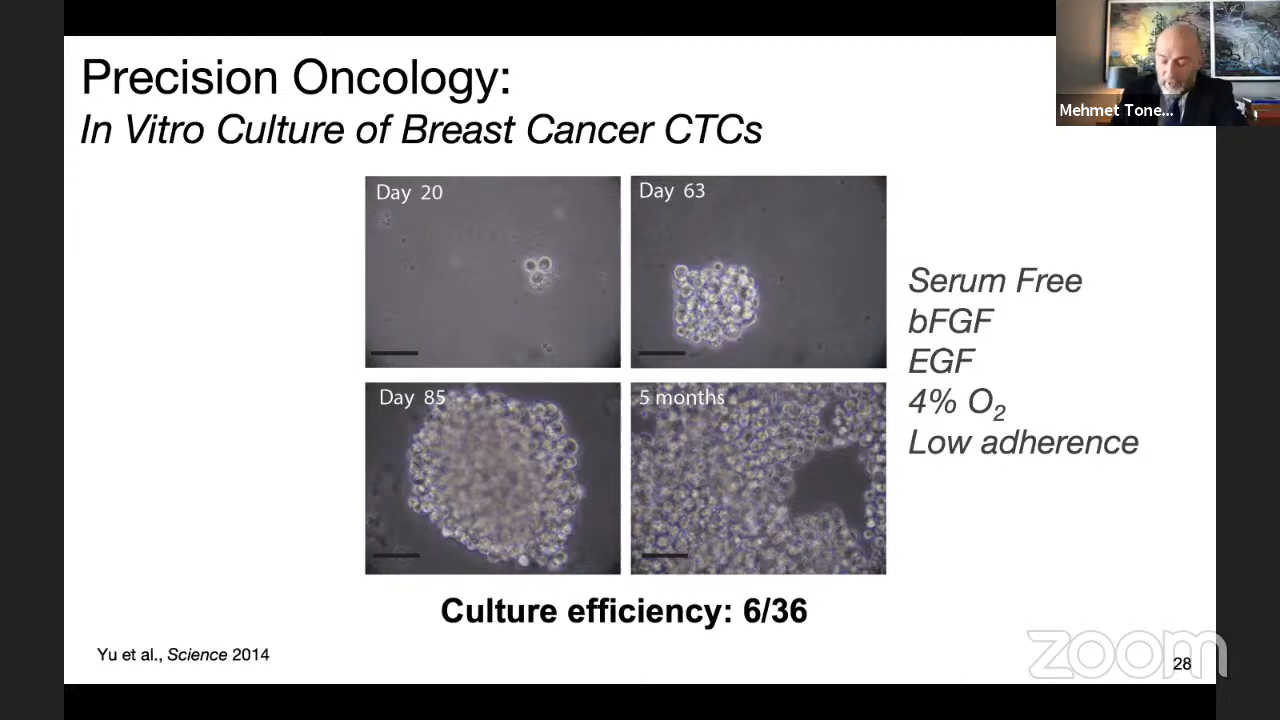 Precision Oncology:
In Vitro Culture of Breast Cancer CTCs
Mehmet Tone...
Day 20
Day 63
Day 85
5 months
Serum Free
bFGF
EGF
4% O₂
Low adherence
Culture efficiency: 6/36
Yu et al., Science 2014
zoom
28